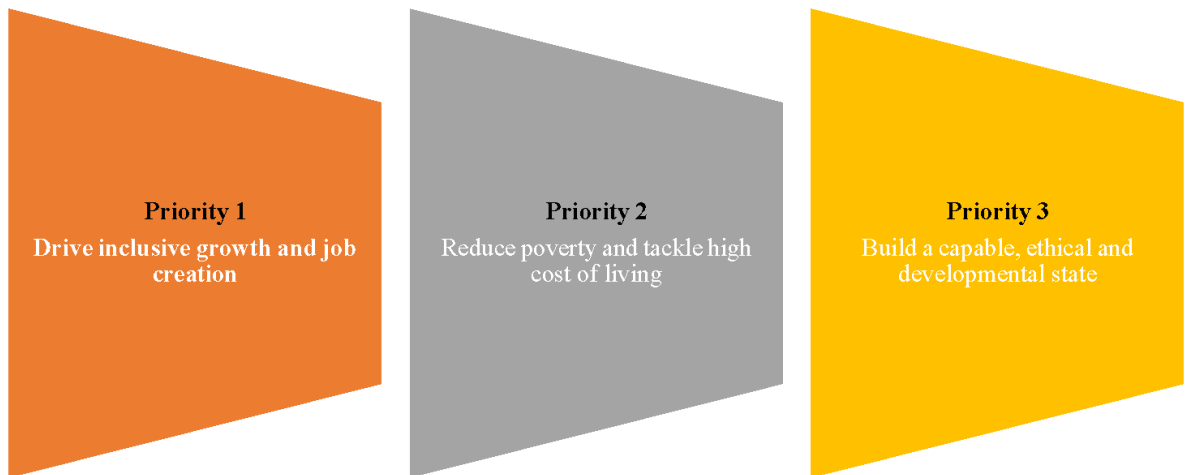 Priority 1
Drive inclusive growth and job
creation
Priority 2
Reduce poverty and tackle high
cost of living
Priority 3
Build a capable, ethical and
developmental state